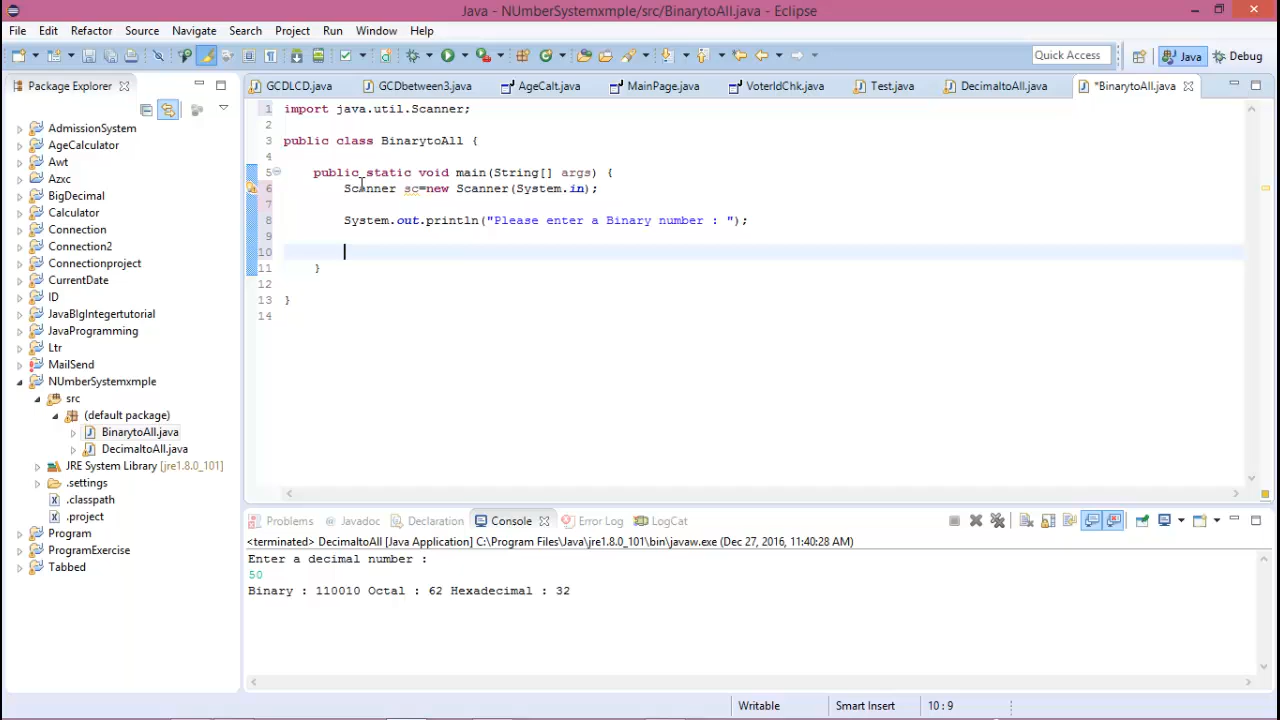 Java - NUmberSystemxmple/src/BinarytoAll.java - Eclipse
File Edit Refactor Source Navigate Search Project Run Window Help
Quick Access Java Debug
Package Explorer
GCDLCD.java GCDbetween3.java AgeCalt.java MainPage.java VoterIdChk.java Test.java DecimaltoAll.java *BinarytoAll.java
AdmissionSystem
AgeCalculator
Awt
Azxc
BigDecimal
Calculator
Connection
Connection2
Connectionproject
CurrentDate
ID
JavaBIgIntegertutorial
JavaProgramming
Ltr
MailSend
NUmberSystemxmple
src
(default package)
BinarytoAll.java
DecimaltoAll.java
JRE System Library [jre1.8.0_101]
.settings
.classpath
.project
Program
ProgramExercise
Tabbed
1 import java.util.Scanner;
2
3 public class BinarytoAll {
4
5 public static void main(String[] args) {
6 Scanner sc=new Scanner(System.in);
7
8 System.out.println("Please enter a Binary number : ");
9
10
11 }
12
13 }
14
Problems Javadoc Declaration Console Error Log LogCat
<terminated> DecimaltoAll [Java Application] C:\Program Files\Java\jre1.8.0_101\bin\javaw.exe (Dec 27, 2016, 11:40:28 AM)
Enter a decimal number :
50
Binary : 110010 Octal : 62 Hexadecimal : 32
Writable Smart Insert 10 : 9